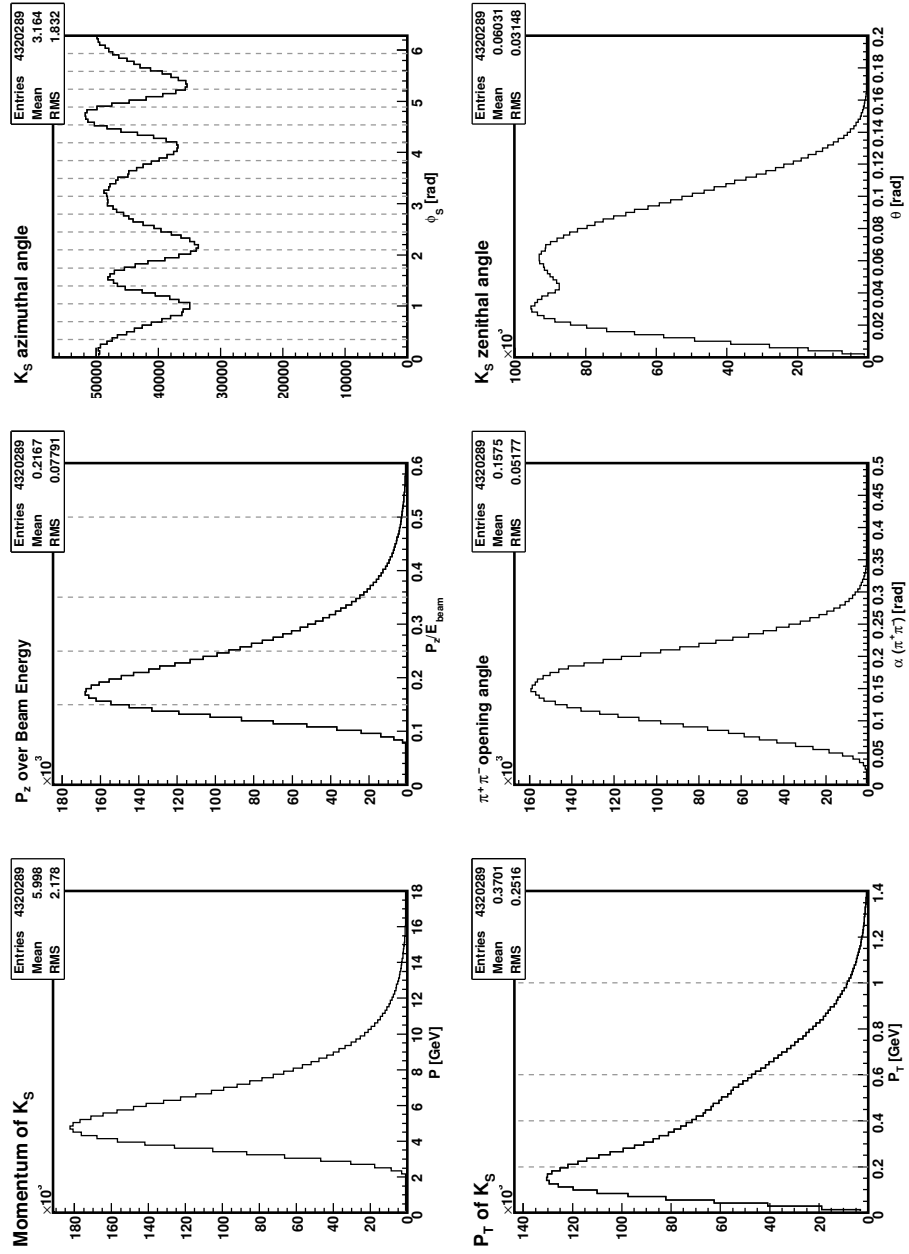 Momentum of K_S
×10³
Entries 4320289
Mean 5.998
RMS 2.178
180
160
140
120
100
80
60
40
20
0
0 2 4 6 8 10 12 14 16 18
P [GeV]
P_z over Beam Energy
×10³
Entries 4320289
Mean 0.2167
RMS 0.07791
180
160
140
120
100
80
60
40
20
0
0 0.1 0.2 0.3 0.4 0.5 0.6
P_z/E_beam
K_S azimuthal angle
Entries 4320289
Mean 3.164
RMS 1.832
50000
40000
30000
20000
10000
0
0 1 2 3 4 5 6
ϕ_S [rad]
P_T of K_S
×10³
Entries 4320289
Mean 0.3701
RMS 0.2516
140
120
100
80
60
40
20
0
0 0.2 0.4 0.6 0.8 1 1.2 1.4
P_T [GeV]
π⁺π⁻ opening angle
×10³
Entries 4320289
Mean 0.1575
RMS 0.05177
160
140
120
100
80
60
40
20
0
0 0.05 0.1 0.15 0.2 0.25 0.3 0.35 0.4 0.45 0.5
α (π⁺π⁻) [rad]
K_S zenithal angle
×10³
Entries 4320289
Mean 0.06031
RMS 0.03148
100
80
60
40
20
0
0 0.02 0.04 0.06 0.08 0.1 0.12 0.14 0.16 0.18 0.2
θ [rad]